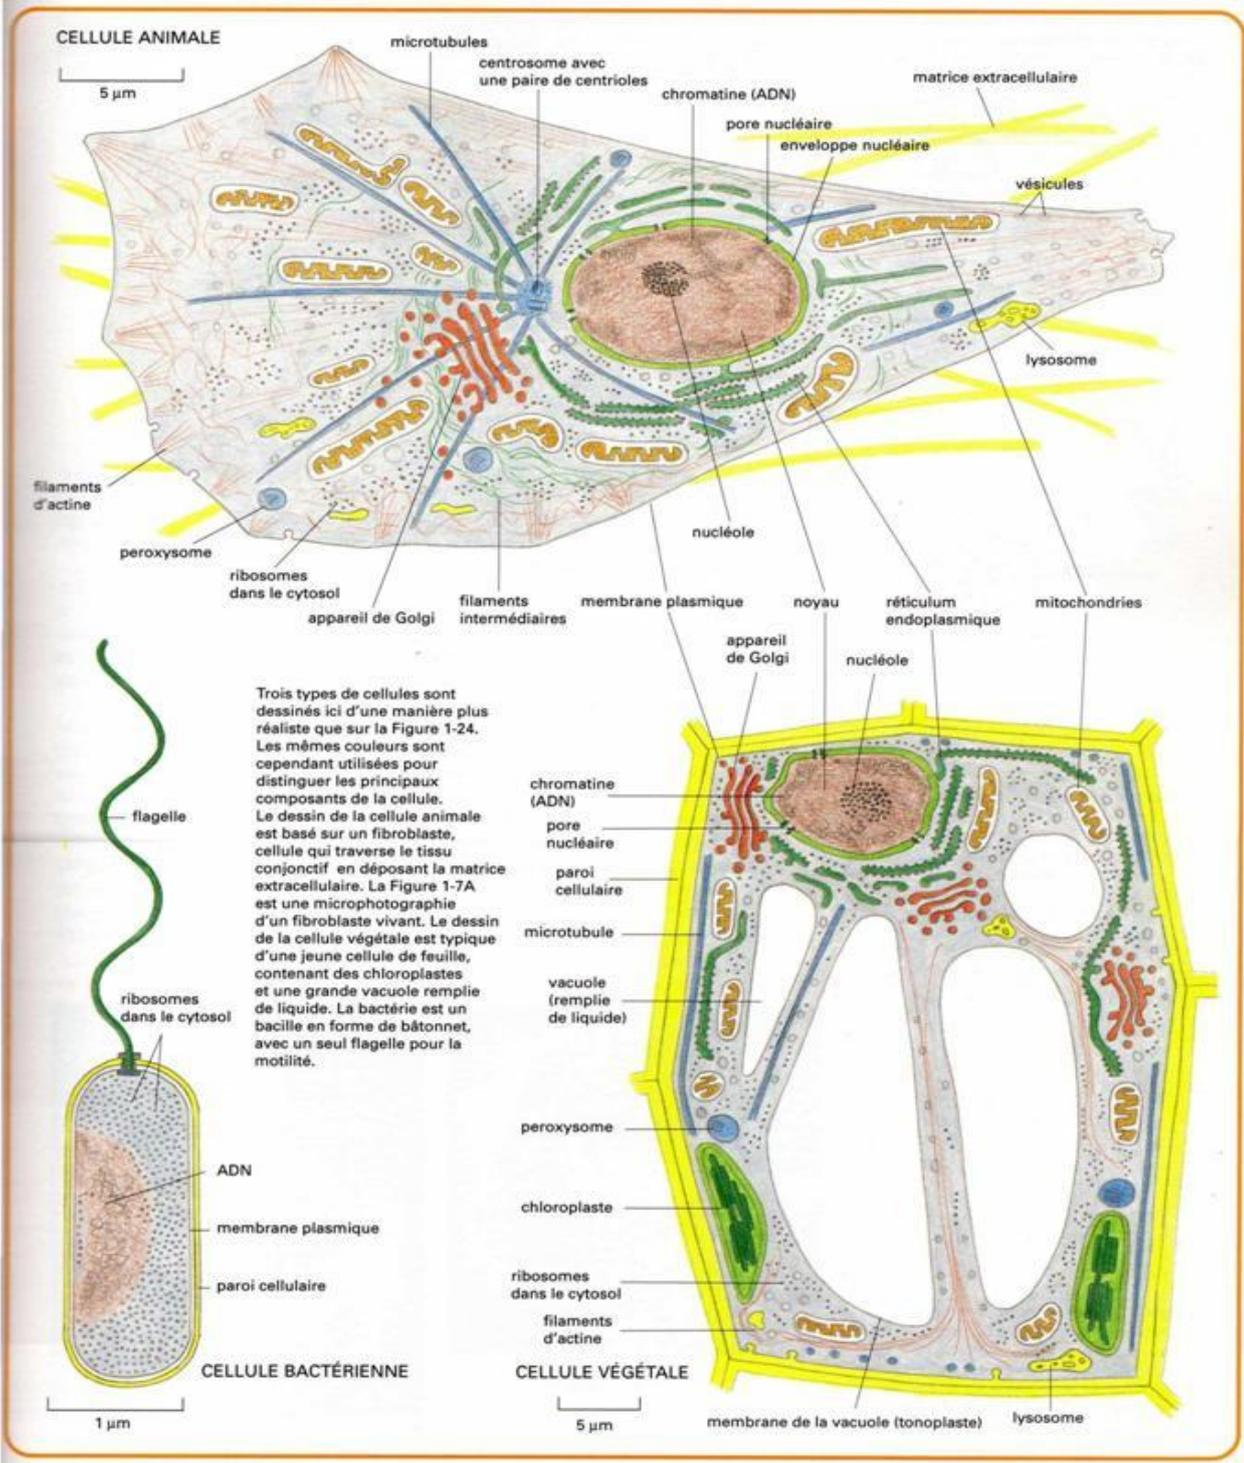 CELLULE ANIMALE
5 µm
microtubules
centrosome avec
une paire de centrioles
chromatine (ADN)
pore nucléaire
enveloppe nucléaire
matrice extracellulaire
vésicules
lysosome
filaments
d'actine
peroxysome
ribosomes
dans le cytosol
appareil de Golgi
filaments
intermédiaires
nucléole
membrane plasmique
noyau
réticulum
endoplasmique
mitochondries
flagelle
ribosomes
dans le cytosol
ADN
membrane plasmique
paroi cellulaire
CELLULE BACTÉRIENNE
1 µm
Trois types de cellules sont
dessinés ici d'une manière plus
réaliste que sur la Figure 1-24.
Les mêmes couleurs sont
cependant utilisées pour
distinguer les principaux
composants de la cellule.
Le dessin de la cellule animale
est basé sur un fibroblaste,
cellule qui traverse le tissu
conjonctif en déposant la matrice
extracellulaire. La Figure 1-7A
est une microphotographie
d'un fibroblaste vivant. Le dessin
de la cellule végétale est typique
d'une jeune cellule de feuille,
contenant des chloroplastes
et une grande vacuole remplie
de liquide. La bactérie est un
bacille en forme de bâtonnet,
avec un seul flagelle pour la
motilité.
appareil
de Golgi
nucléole
chromatine
(ADN)
pore
nucléaire
paroi
cellulaire
microtubule
vacuole
(remplie
de liquide)
peroxysome
chloroplaste
ribosomes
dans le cytosol
filaments
d'actine
CELLULE VÉGÉTALE
5 µm
membrane de la vacuole (tonoplaste)
lysosome